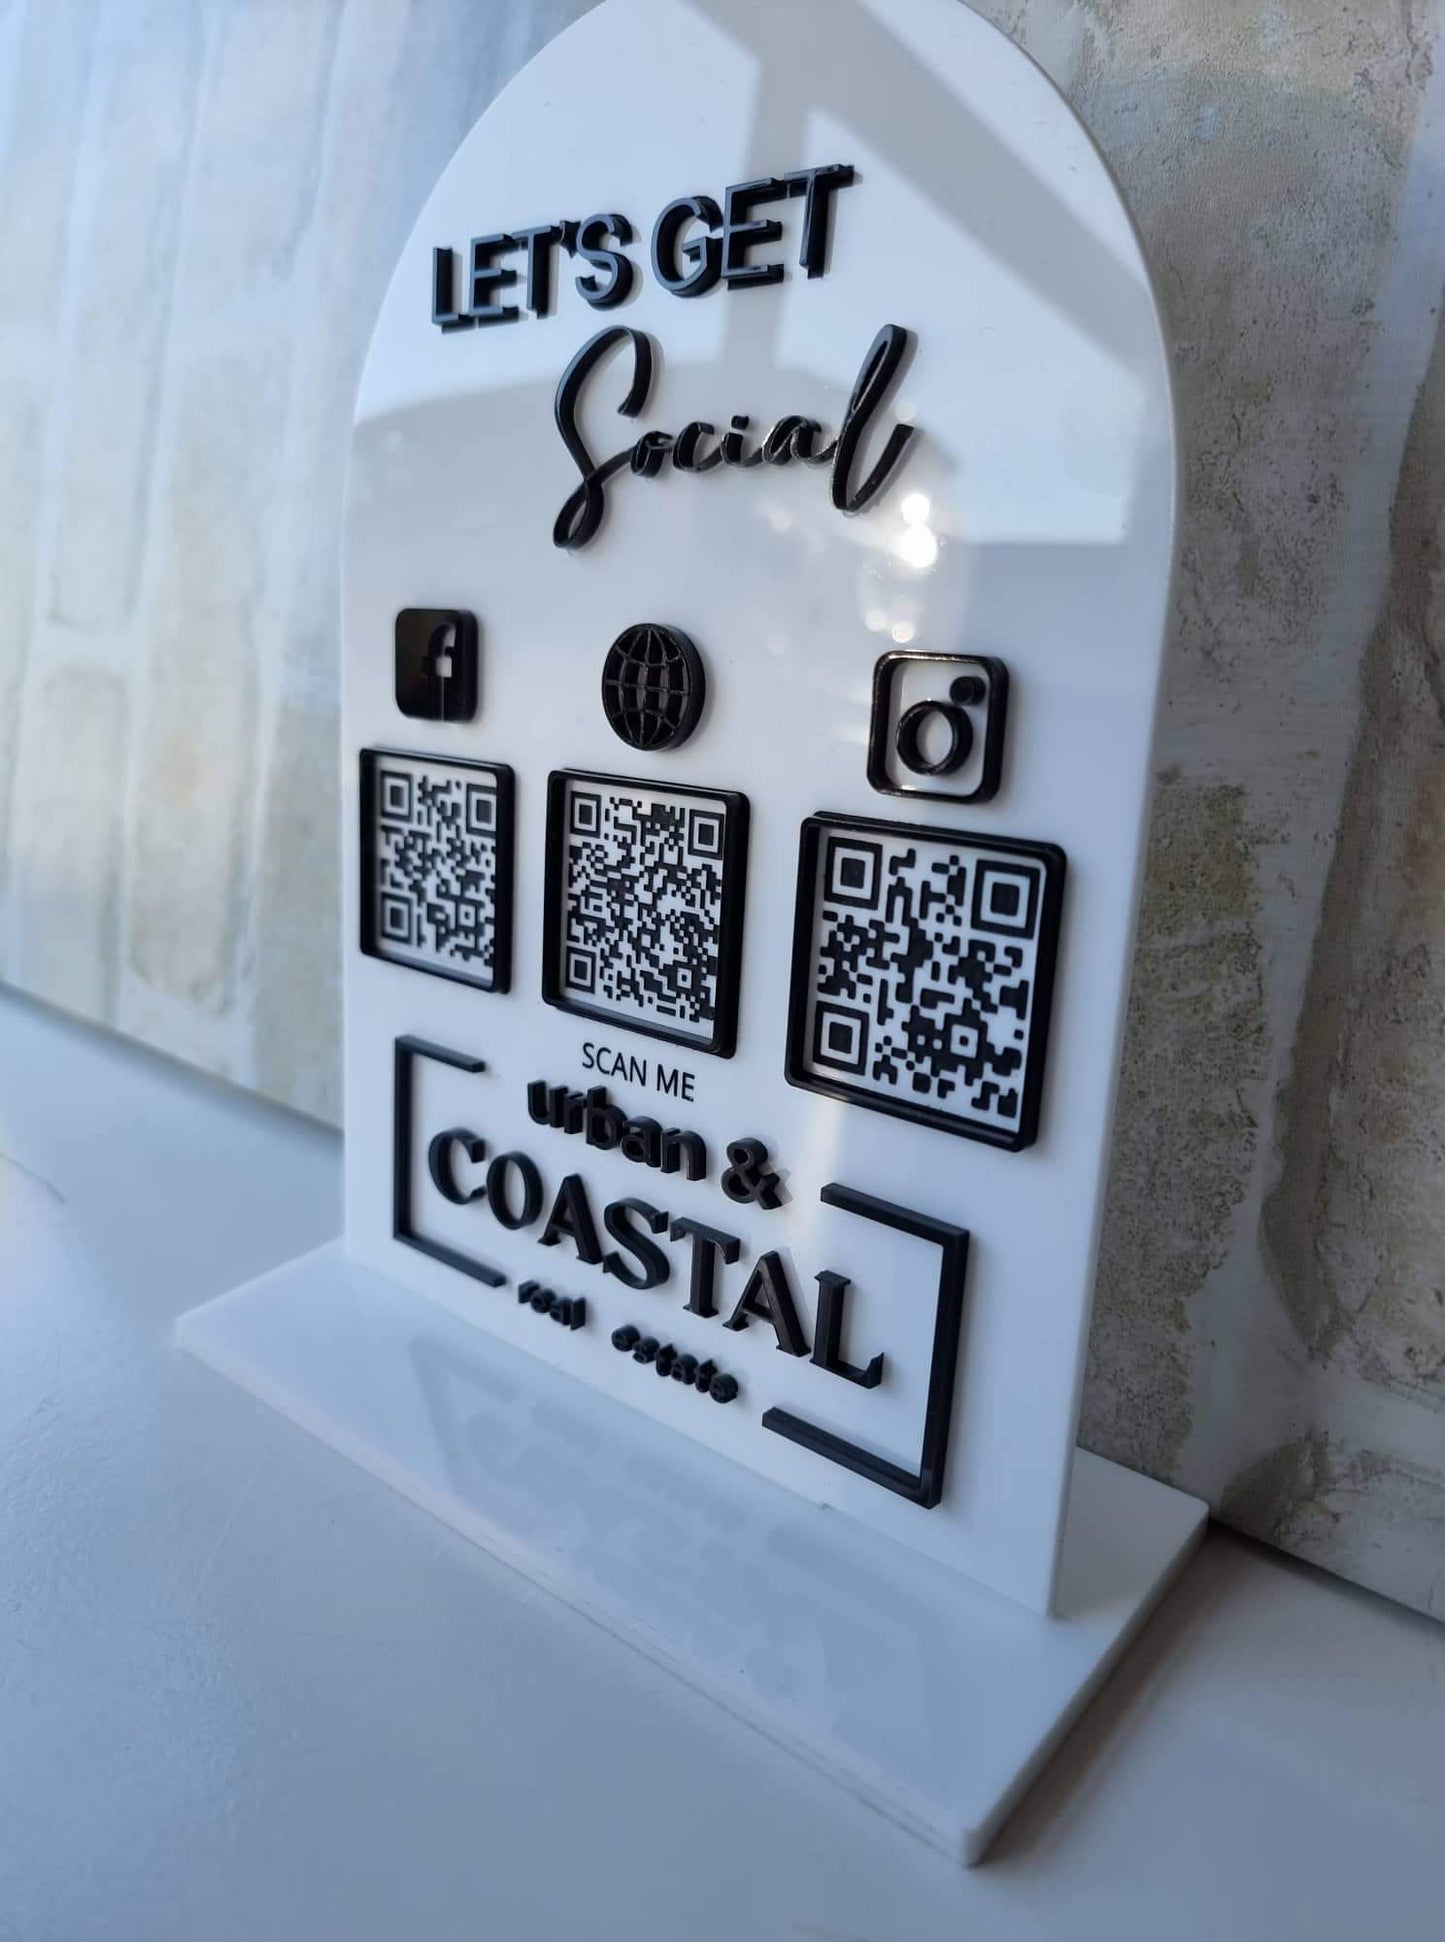 LET'S GET
Social
SCAN ME
urban &
COASTAL
real estate